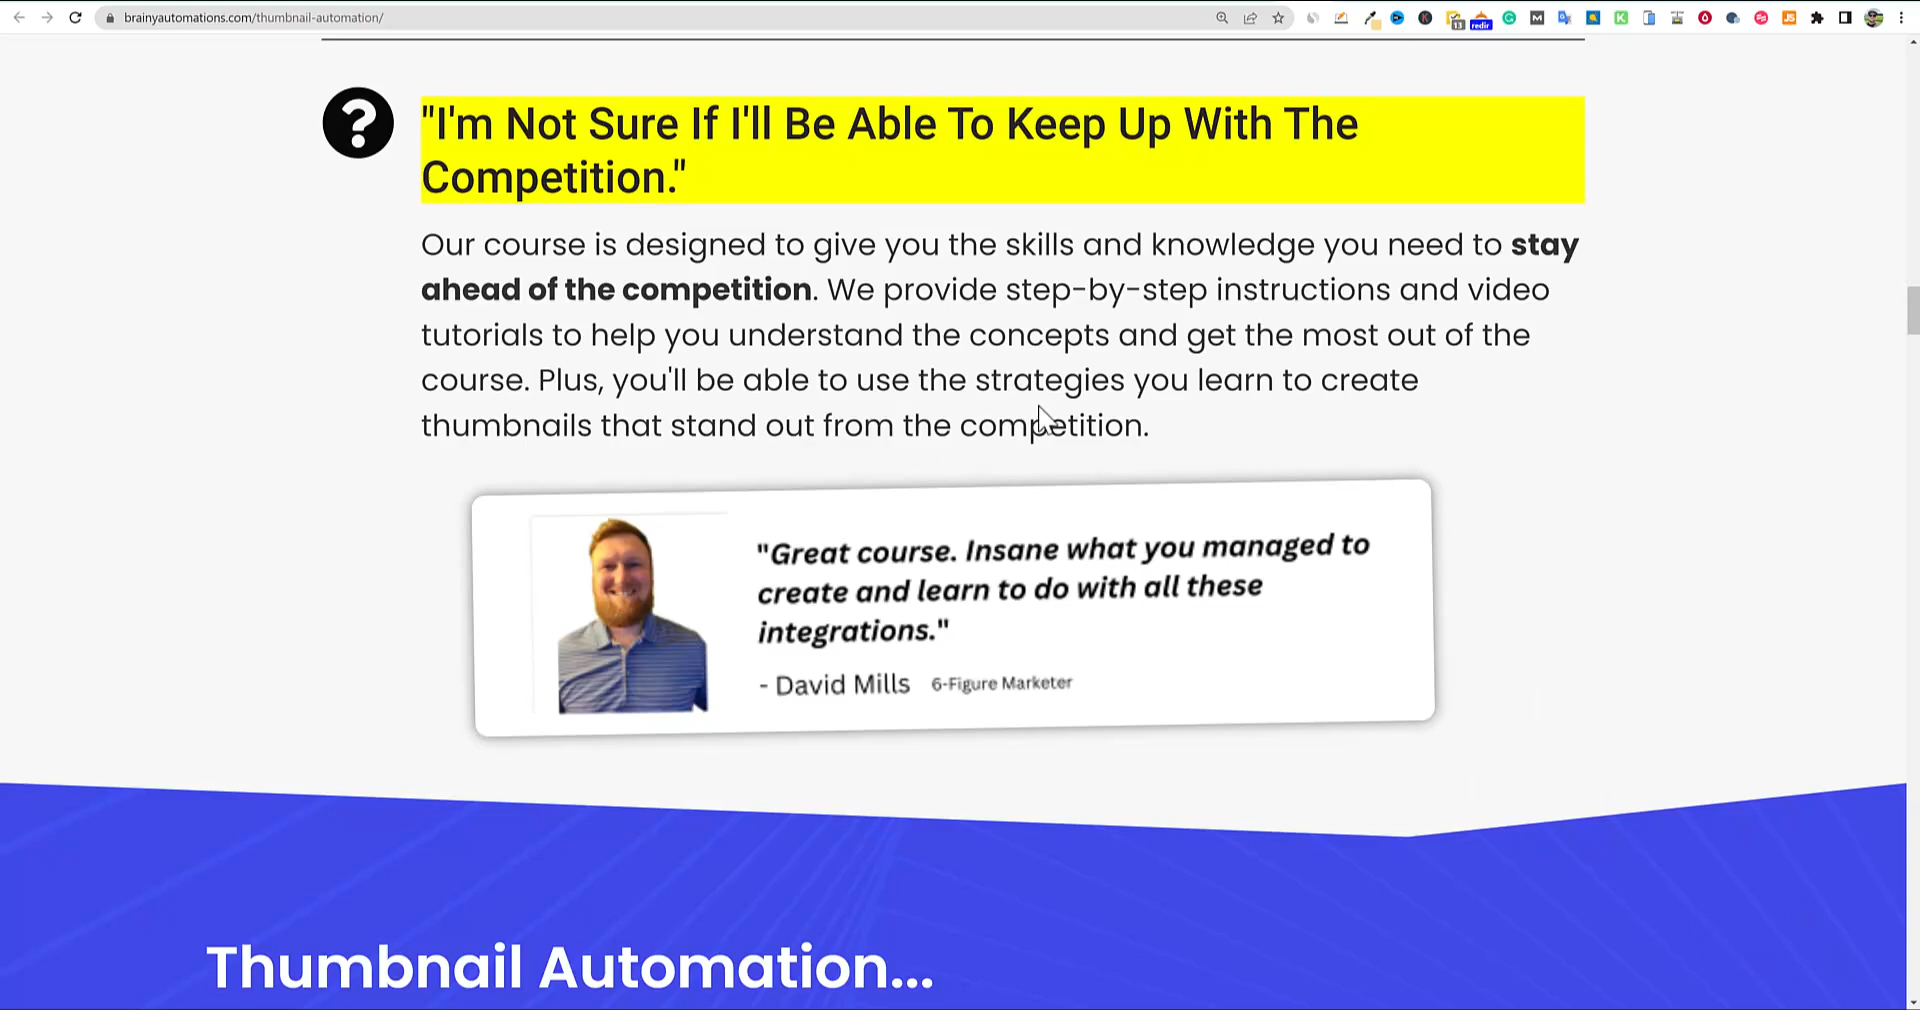 brainyautomations.com/thumbnail-automation/
"I'm Not Sure If I'll Be Able To Keep Up With The
Competition."
Our course is designed to give you the skills and knowledge you need to stay
ahead of the competition. We provide step-by-step instructions and video
tutorials to help you understand the concepts and get the most out of the
course. Plus, you'll be able to use the strategies you learn to create
thumbnails that stand out from the competition.
"Great course. Insane what you managed to
create and learn to do with all these
integrations."
- David Mills 6-Figure Marketer
Thumbnail Automation...